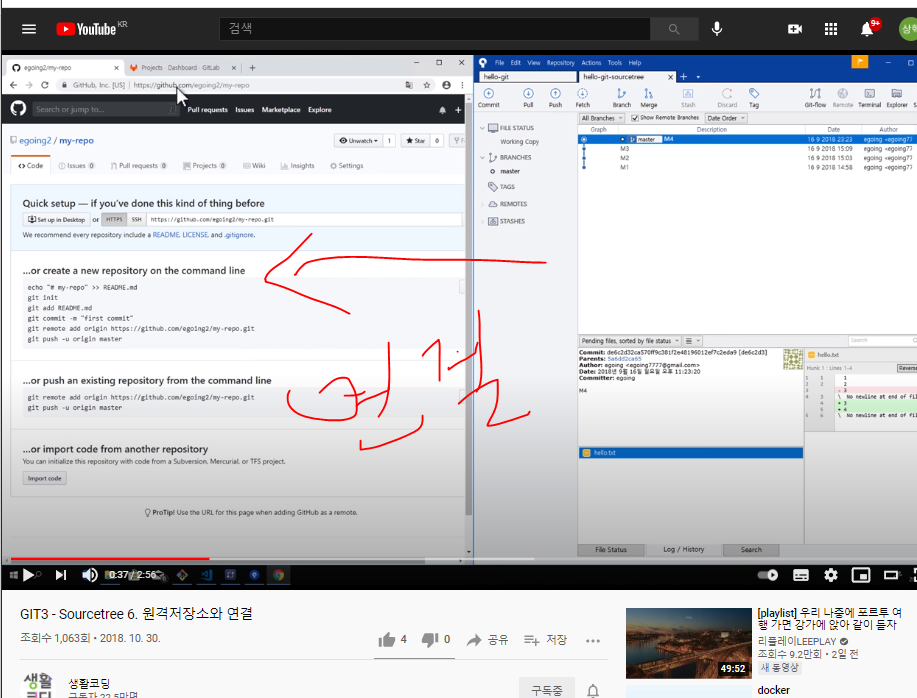 YouTube KR
검색
9+
egoing2/my-repo
Projects · Dashboard · GitLab
GitHub, Inc. [US] | https://github.com/egoing2/my-repo
Search or jump to...
Pull requests Issues Marketplace Explore
egoing2 / my-repo
Unwatch 1 Star 0
Code Issues 0 Pull requests 0 Projects 0 Wiki Insights Settings
Quick setup — if you've done this kind of thing before
Set up in Desktop or HTTPS SSH https://github.com/egoing2/my-repo.git
We recommend every repository include a README, LICENSE, and .gitignore.
...or create a new repository on the command line
echo "# my-repo" >> README.md
git init
git add README.md
git commit -m "first commit"
git remote add origin https://github.com/egoing2/my-repo.git
git push -u origin master
...or push an existing repository from the command line
git remote add origin https://github.com/egoing2/my-repo.git
git push -u origin master
...or import code from another repository
You can initialize this repository with code from a Subversion, Mercurial, or TFS project.
Import code
ProTip! Use the URL for this page when adding GitHub as a remote.
File Edit View Repository Actions Tools Help
hello-git
hello-git-sourcetree
Commit Pull Push Fetch Branch Merge Stash Discard Tag Git-flow Remote Terminal Explorer
FILE STATUS
Working Copy
BRANCHES
master
TAGS
REMOTES
STASHES
All Branches Show Remote Branches Date Order
Graph Description Date Author
master M4 16 9 2018 23:23 egoing <egoing77
M3 16 9 2018 15:09 egoing <egoing77
M2 16 9 2018 15:03 egoing <egoing77
M1 16 9 2018 14:58 egoing <egoing77
Pending files, sorted by file status
Search
Commit: de6c2d32ca570ff9c381f2e48196012ef7c2eda9 [de6c2d3]
Parents: 5a6dd2ca65
Author: egoing <egoing7777@gmail.com>
Date: 2018년 9월 16일 일요일 오후 11:23:20
Committer: egoing
M4
hello.txt
hello.txt
Hunk 1 : Lines 1-4
Reverse
1 1 1
2 2 2
3 - 3
\ No newline at end of fil
3 + 3
4 + 4
\ No newline at end of fil
File Status Log / History Search
연결
0:37 / 2:56
GIT3 - Sourcetree 6. 원격저장소와 연결
조회수 1,063회 • 2018. 10. 30.
4 0 공유 저장
생활코딩
생활코딩
구독중
49:52
[playlist] 우리 나중에 포르투 여
행 가면 강가에 앉아 같이 듣자
리플레이LEEPLAY
조회수 9.2만회 • 2일 전
새 동영상
docker